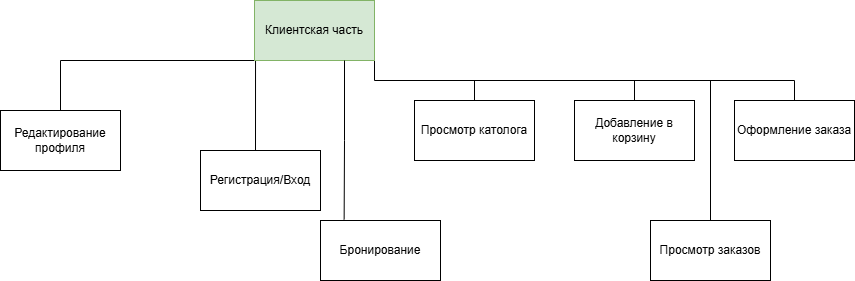 Клиентская часть
Редактирование
профиля
Регистрация/Вход
Бронирование
Просмотр католога
Добавление в
корзину
Оформление заказа
Просмотр заказов